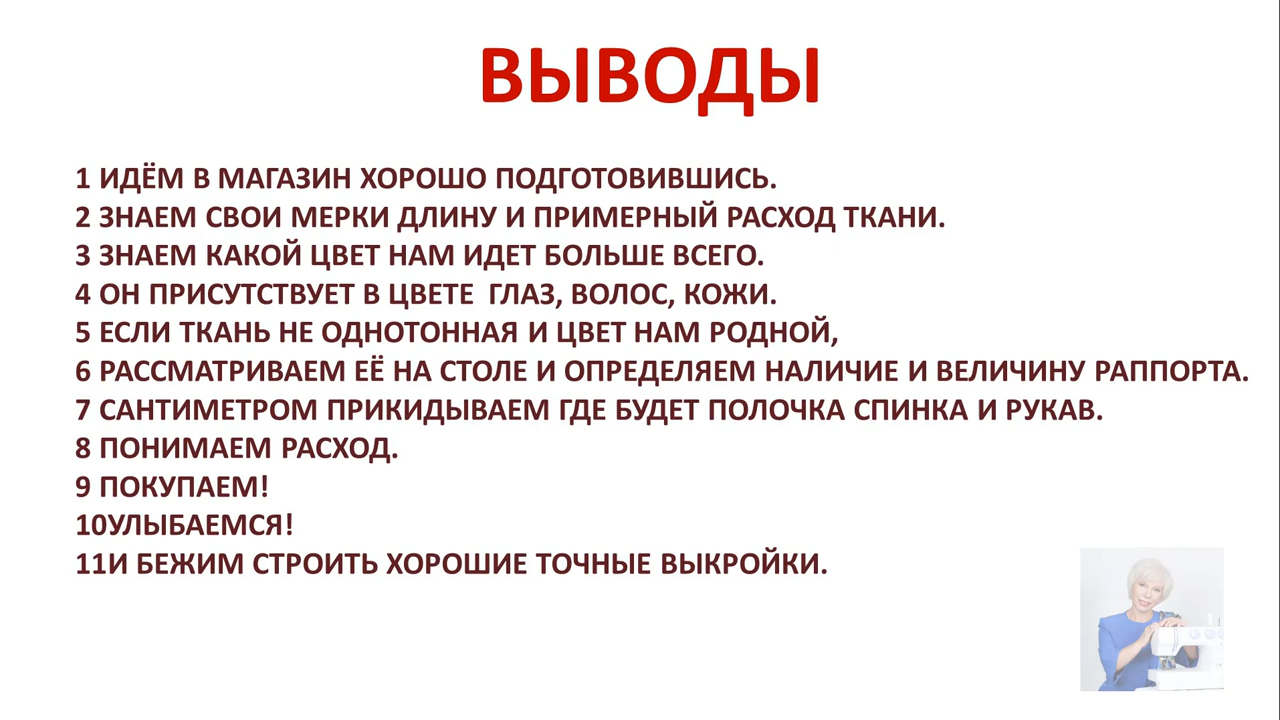 ВЫВОДЫ
1 ИДЁМ В МАГАЗИН ХОРОШО ПОДГОТОВИВШИСЬ.
2 ЗНАЕМ СВОИ МЕРКИ ДЛИНУ И ПРИМЕРНЫЙ РАСХОД ТКАНИ.
3 ЗНАЕМ КАКОЙ ЦВЕТ НАМ ИДЕТ БОЛЬШЕ ВСЕГО.
4 ОН ПРИСУТСТВУЕТ В ЦВЕТЕ  ГЛАЗ, ВОЛОС, КОЖИ.
5 ЕСЛИ ТКАНЬ НЕ ОДНОТОННАЯ И ЦВЕТ НАМ РОДНОЙ,
6 РАССМАТРИВАЕМ ЕЁ НА СТОЛЕ И ОПРЕДЕЛЯЕМ НАЛИЧИЕ И ВЕЛИЧИНУ РАППОРТА.
7 САНТИМЕТРОМ ПРИКИДЫВАЕМ ГДЕ БУДЕТ ПОЛОЧКА СПИНКА И РУКАВ.
8 ПОНИМАЕМ РАСХОД.
9 ПОКУПАЕМ!
10УЛЫБАЕМСЯ!
11И БЕЖИМ СТРОИТЬ ХОРОШИЕ ТОЧНЫЕ ВЫКРОЙКИ.